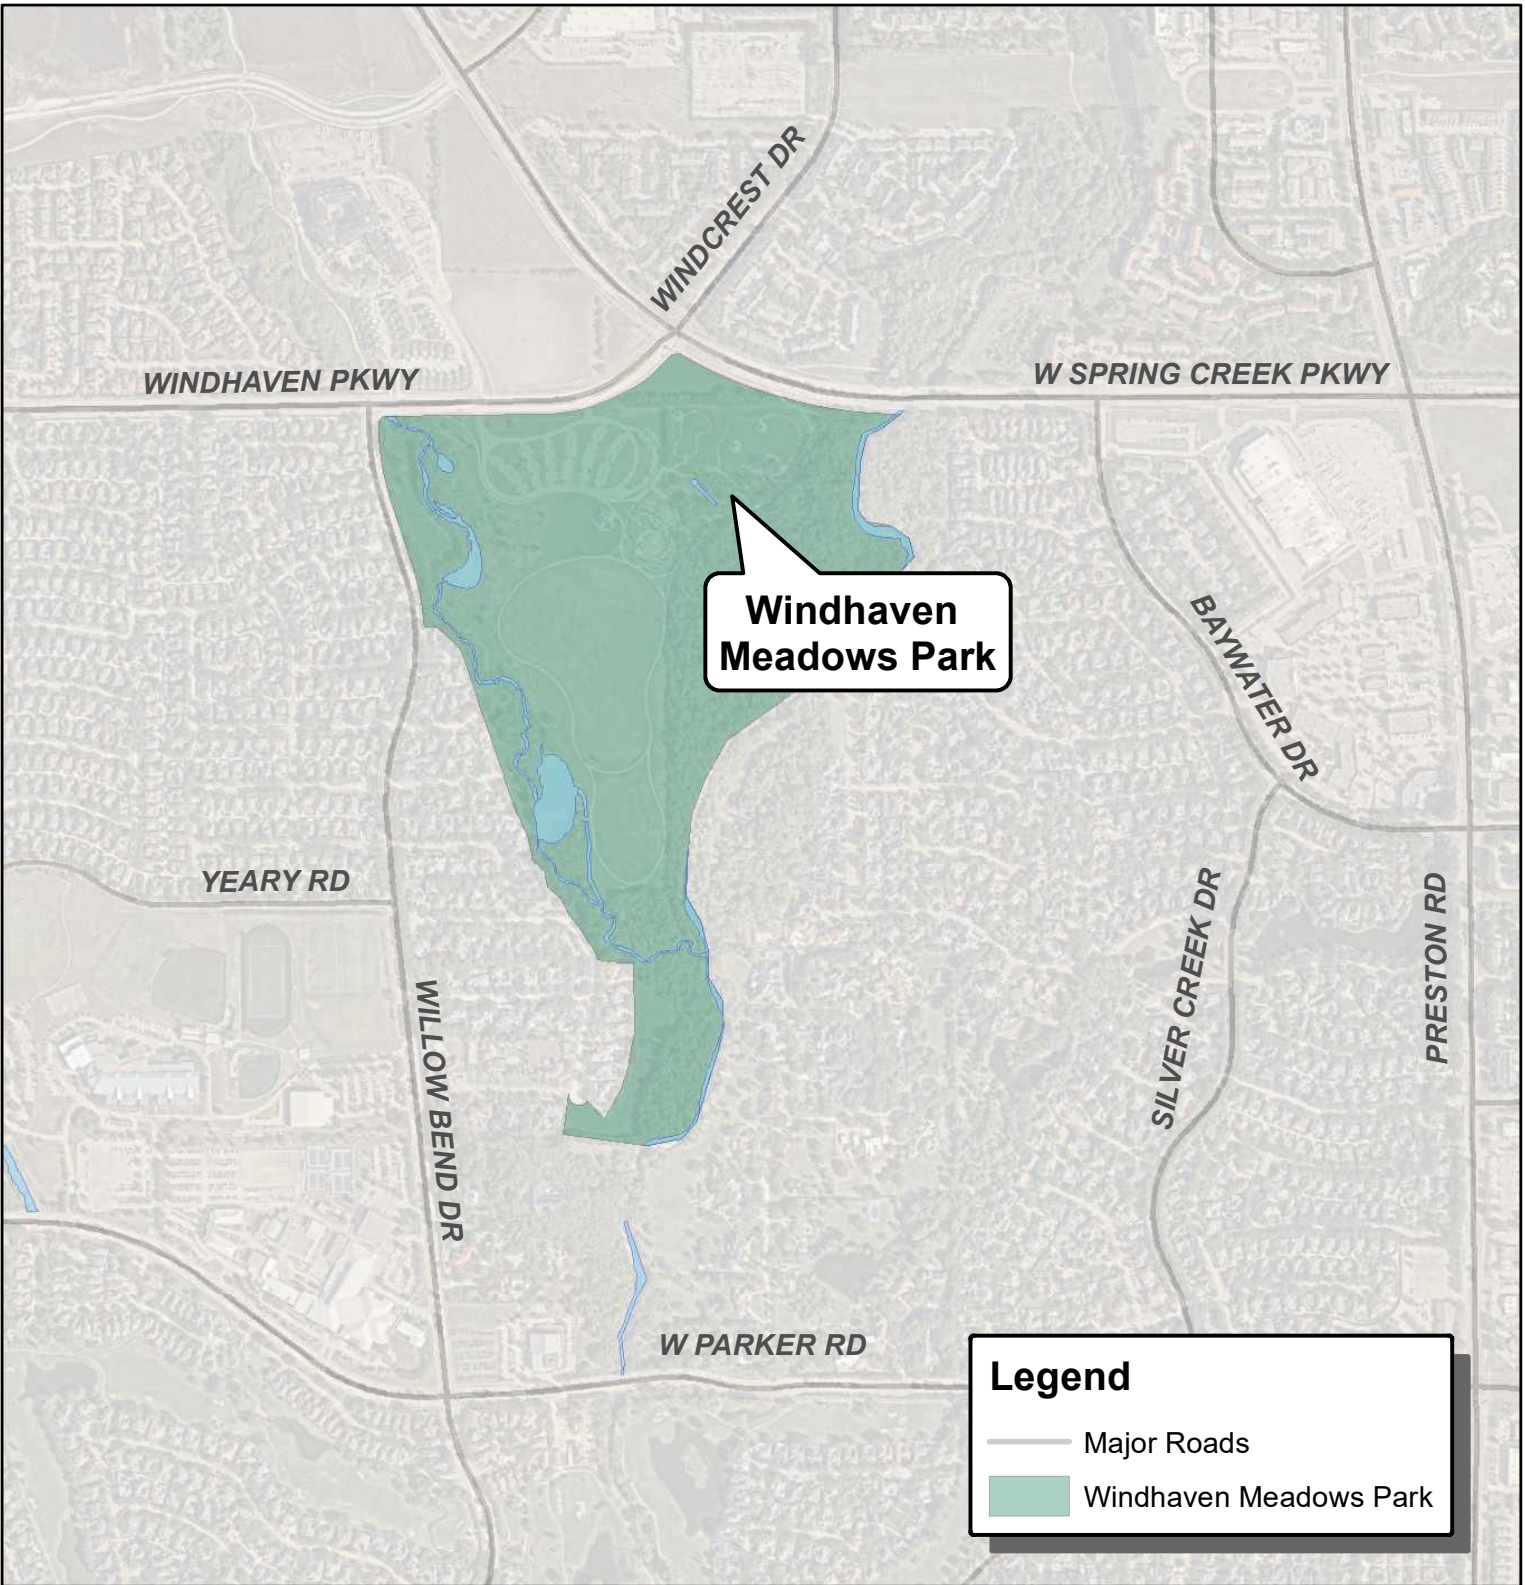 WINDCREST DR
WINDHAVEN PKWY
W SPRING CREEK PKWY
Windhaven
Meadows Park
BAYWATER DR
YEARY RD
SILVER CREEK DR
PRESTON RD
WILLOW BEND DR
W PARKER RD
Legend
Major Roads
Windhaven Meadows Park